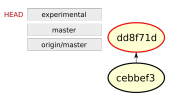 HEAD experimental
master
origin/master
dd8f71d
cebbef3